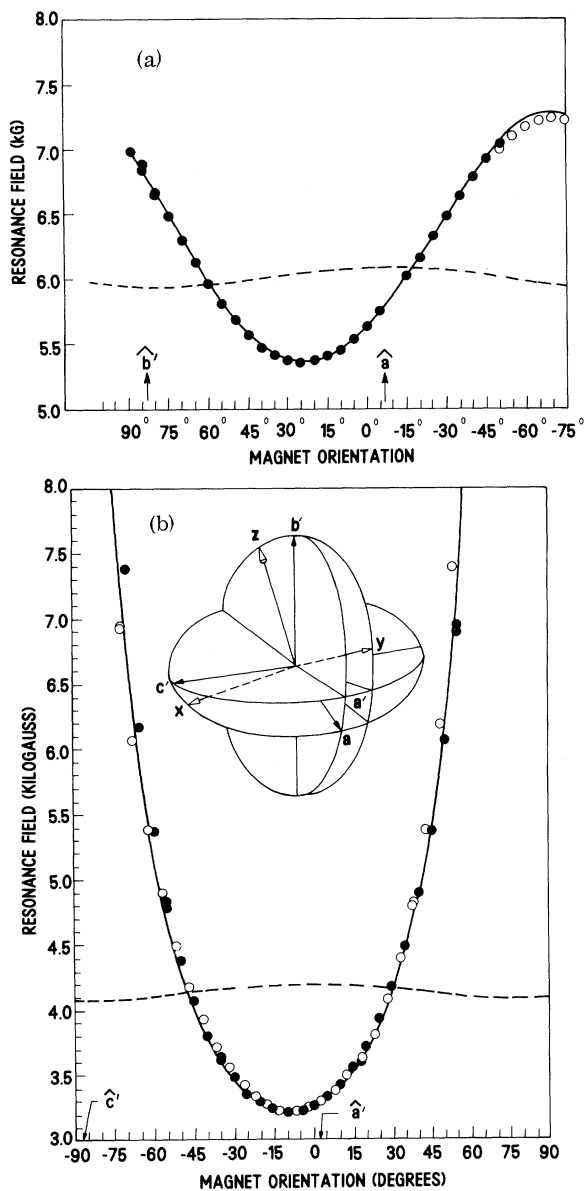 8.0
(a)
7.5
7.0
6.5
6.0
5.5
5.0
RESONANCE FIELD (kG)
b̂′
â
90° 75° 60° 45° 30° 15° 0° -15° -30° -45° -60° -75°
MAGNET ORIENTATION
8.0
(b)
7.5
7.0
6.5
6.0
5.5
5.0
4.5
4.0
3.5
3.0
RESONANCE FIELD (KILOGAUSS)
z
b′
y
c′
x
a′
a
ĉ′
â′
-90 -75 -60 -45 -30 -15 0 15 30 45 60 75 90
MAGNET ORIENTATION (DEGREES)